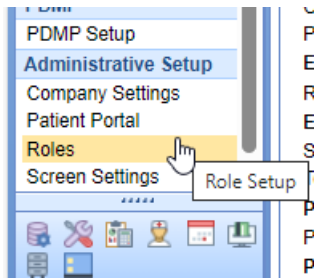 PDMP Setup
Administrative Setup
Company Settings
Patient Portal
Roles
Screen Settings
Role Setup